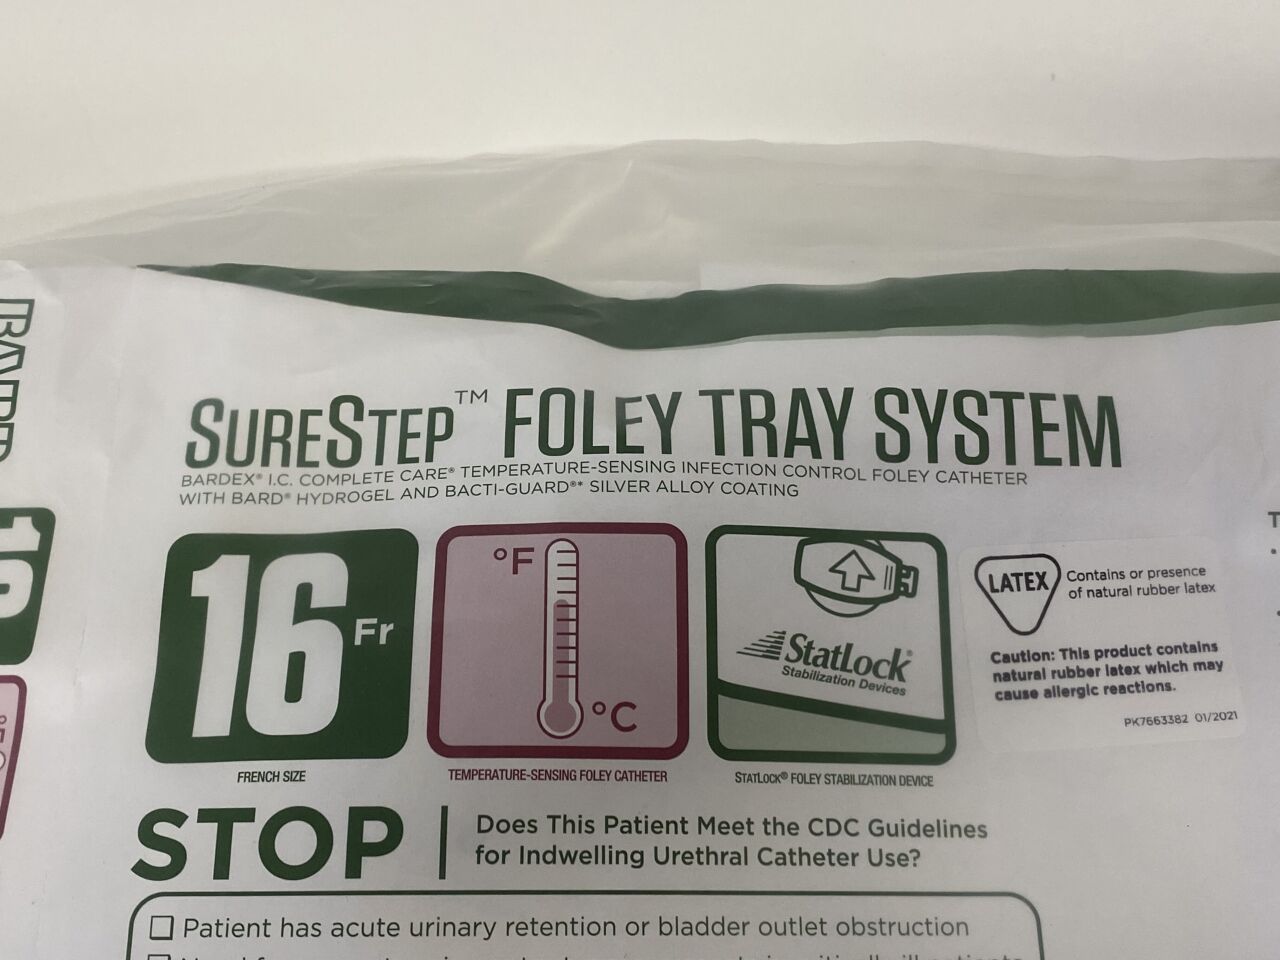 BARD
SURESTEP™ FOLEY TRAY SYSTEM
BARDEX® I.C. COMPLETE CARE® TEMPERATURE-SENSING INFECTION CONTROL FOLEY CATHETER
WITH BARD® HYDROGEL AND BACTI-GUARD®* SILVER ALLOY COATING
16 Fr
°F
°C
StatLock®
Stabilization Devices
LATEX
Contains or presence
of natural rubber latex
Caution: This product contains
natural rubber latex which may
cause allergic reactions.
PK7663382 01/2021
FRENCH SIZE
TEMPERATURE-SENSING FOLEY CATHETER
STATLOCK® FOLEY STABILIZATION DEVICE
STOP
Does This Patient Meet the CDC Guidelines
for Indwelling Urethral Catheter Use?
Patient has acute urinary retention or bladder outlet obstruction